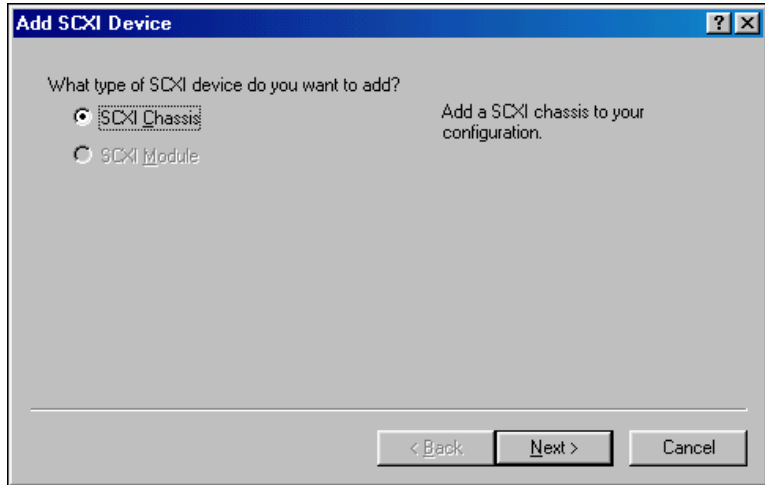 Add SCXI Device
What type of SCXI device do you want to add?
SCXI Chassis
Add a SCXI chassis to your
configuration.
SCXI Module
< Back
Next >
Cancel